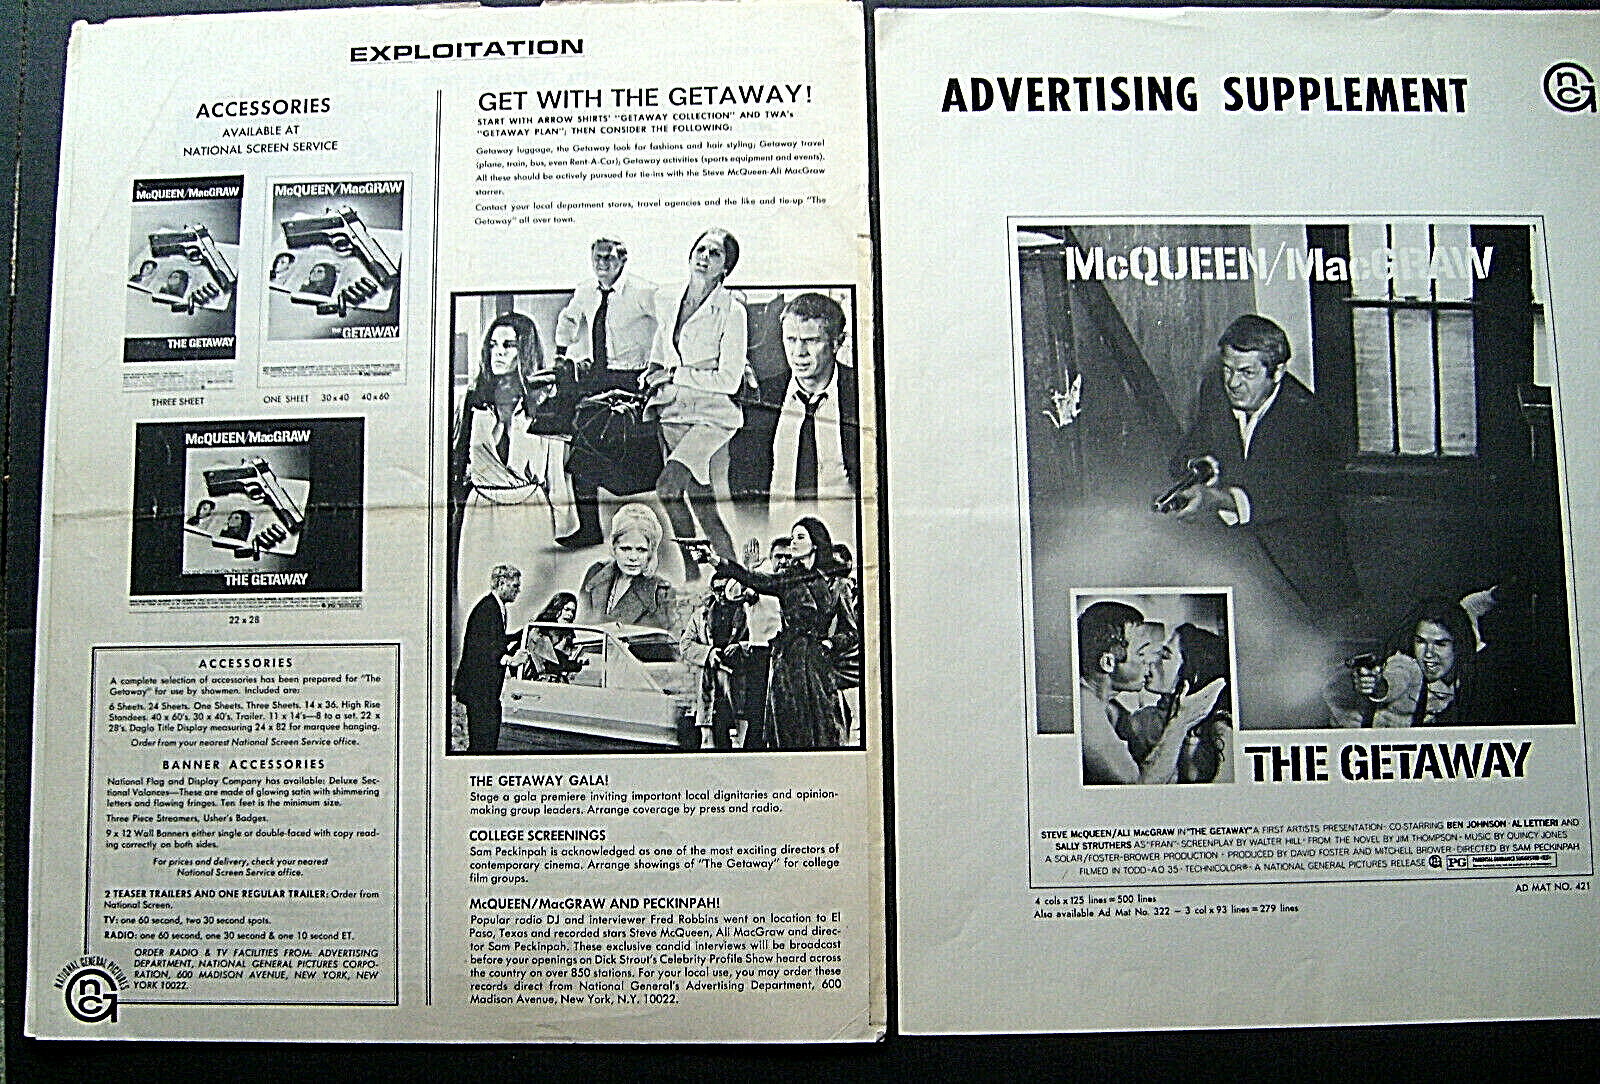 EXPLOITATION
ACCESSORIES
AVAILABLE AT
NATIONAL SCREEN SERVICE
McQUEEN/MacGRAW
THE GETAWAY
THREE SHEET
McQUEEN/MacGRAW
THE GETAWAY
ONE SHEET 30x40 40x60
McQUEEN/MacGRAW
THE GETAWAY
22 x 28
ACCESSORIES
A complete selection of accessories has been prepared for "The
Getaway" for use by showmen. Included are:
6 Sheets. 24 Sheets. One Sheets. Three Sheets. 14 x 36. High Rise
Standees. 40 x 60's. 30 x 40's. Trailer. 11 x 14's—8 to a set. 22 x
28's. Daglo Title Display measuring 24 x 82 for marquee hanging.
Order from your nearest National Screen Service office.
BANNER ACCESSORIES
National Flag and Display Company has available: Deluxe Sec-
tional Valances—These are made of glowing satin with shimmering
letters and flowing fringes. Ten feet is the minimum size.
Three Piece Streamers, Usher's Badges.
9 x 12 Wall Banners either single or double-faced with copy read-
ing correctly on both sides.
For prices and delivery, check your nearest
National Screen Service office.
2 TEASER TRAILERS AND ONE REGULAR TRAILER: Order from
National Screen.
TV: one 60 second, two 30 second spots.
RADIO: one 60 second, one 30 second & one 10 second ET.
ORDER RADIO & TV FACILITIES FROM: ADVERTISING
DEPARTMENT, NATIONAL GENERAL PICTURES CORPO-
RATION, 600 MADISON AVENUE, NEW YORK, NEW
YORK 10022.
NATIONAL GENERAL PICTURES
ncG
GET WITH THE GETAWAY!
START WITH ARROW SHIRTS' "GETAWAY COLLECTION" AND TWA's
"GETAWAY PLAN"; THEN CONSIDER THE FOLLOWING:
Getaway luggage, the Getaway look for fashions and hair styling; Getaway travel
(plane, train, bus, even Rent-A-Car); Getaway activities (sports equipment and events).
All these should be actively pursued for tie-ins with the Steve McQueen-Ali MacGraw
starrer.
Contact your local department stores, travel agencies and the like and tie-up "The
Getaway" all over town.
THE GETAWAY GALA!
Stage a gala premiere inviting important local dignitaries and opinion-
making group leaders. Arrange coverage by press and radio.
COLLEGE SCREENINGS
Sam Peckinpah is acknowledged as one of the most exciting directors of
contemporary cinema. Arrange showings of "The Getaway" for college
film groups.
McQUEEN/MacGRAW AND PECKINPAH!
Popular radio DJ and interviewer Fred Robbins went on location to El
Paso, Texas and recorded stars Steve McQueen, Ali MacGraw and direc-
tor Sam Peckinpah. These exclusive candid interviews will be broadcast
before your openings on Dick Strout's Celebrity Profile Show heard across
the country on over 850 stations. For your local use, you may order these
records direct from National General's Advertising Department, 600
Madison Avenue, New York, N.Y. 10022.
ADVERTISING SUPPLEMENT
ncG
McQUEEN/MacGRAW
THE GETAWAY
STEVE McQUEEN/ALI MacGRAW IN "THE GETAWAY" A FIRST ARTISTS PRESENTATION · CO-STARRING BEN JOHNSON · AL LETTIERI AND
SALLY STRUTHERS AS "FRAN" · SCREENPLAY BY WALTER HILL · FROM THE NOVEL BY JIM THOMPSON · MUSIC BY QUINCY JONES
A SOLAR/FOSTER-BROWER PRODUCTION · PRODUCED BY DAVID FOSTER AND MITCHELL BROWER · DIRECTED BY SAM PECKINPAH
FILMED IN TODD-AO 35 · TECHNICOLOR® · A NATIONAL GENERAL PICTURES RELEASE PG PARENTAL GUIDANCE SUGGESTED
AD MAT NO. 421
4 cols x 125 lines = 500 lines
Also available Ad Mat No. 322 – 3 col x 93 lines = 279 lines